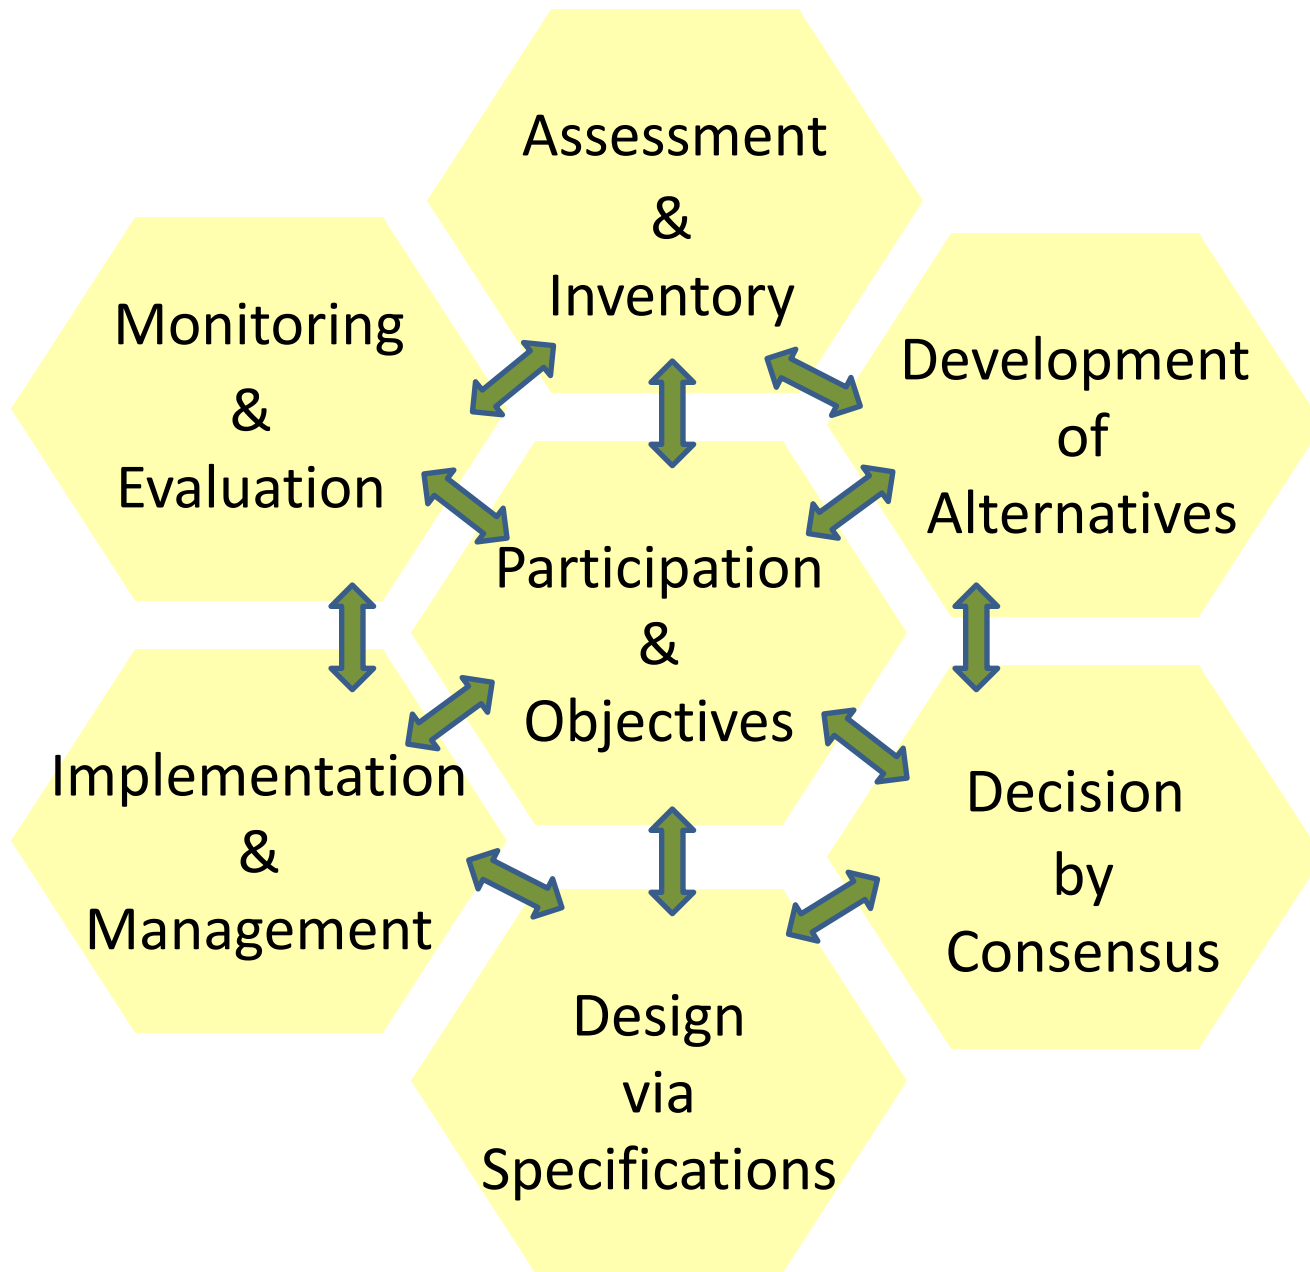 Assessment
&
Inventory
Monitoring
&
Evaluation
Development
of
Alternatives
Participation
&
Objectives
Implementation
&
Management
Decision
by
Consensus
Design
via
Specifications